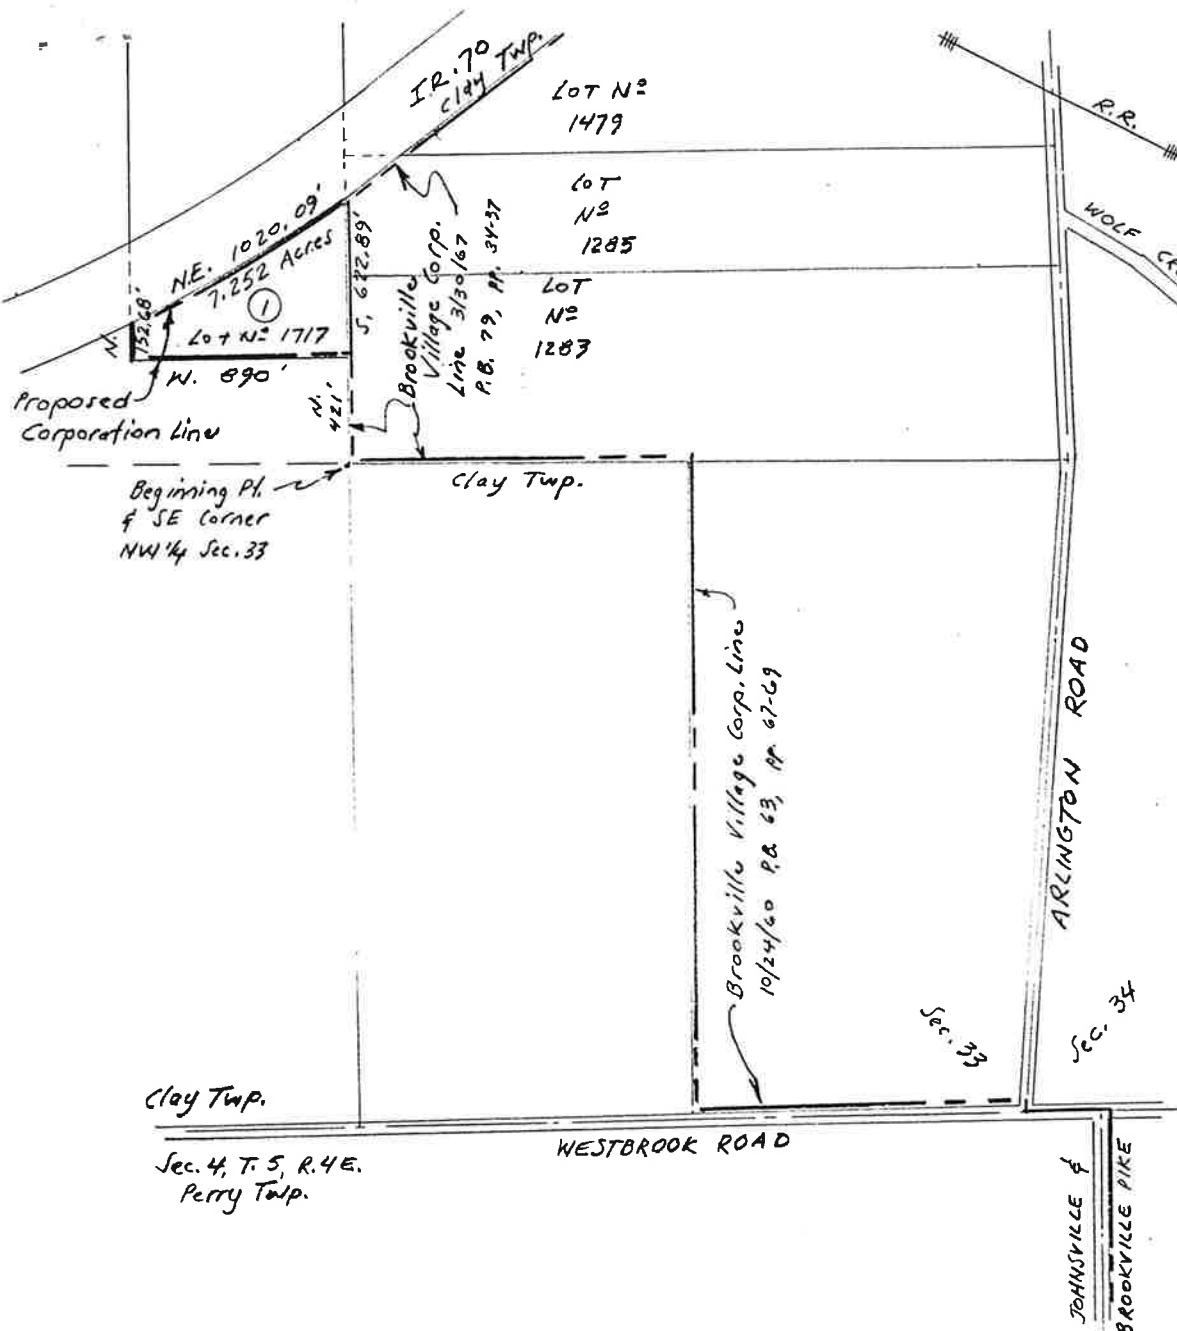 I.R. 70
Clay Twp.
LOT Nº
1479
R.R.
LOT
Nº
1285
WOLF
N.E. 1020.09'
7.252 Acres
1
Lot Nº 1717
N.
152.68'
W. 890'
S. 622.89'
N.
421'
Brookville
Village Corp.
Line 3/30/67
P.B. 79, PP. 34-37
LOT
Nº
1283
Proposed
Corporation Line
Beginning Pt.
& SE Corner
NW 1/4 Sec. 33
Clay Twp.
Brookville Village Corp. Line
10/24/60 P.B. 63, PP. 67-69
ARLINGTON ROAD
Sec. 33
Sec. 34
Clay Twp.
WESTBROOK ROAD
Sec. 4, T. 5, R. 4 E.
Perry Twp.
JOHNSVILLE &
BROOKVILLE PIKE